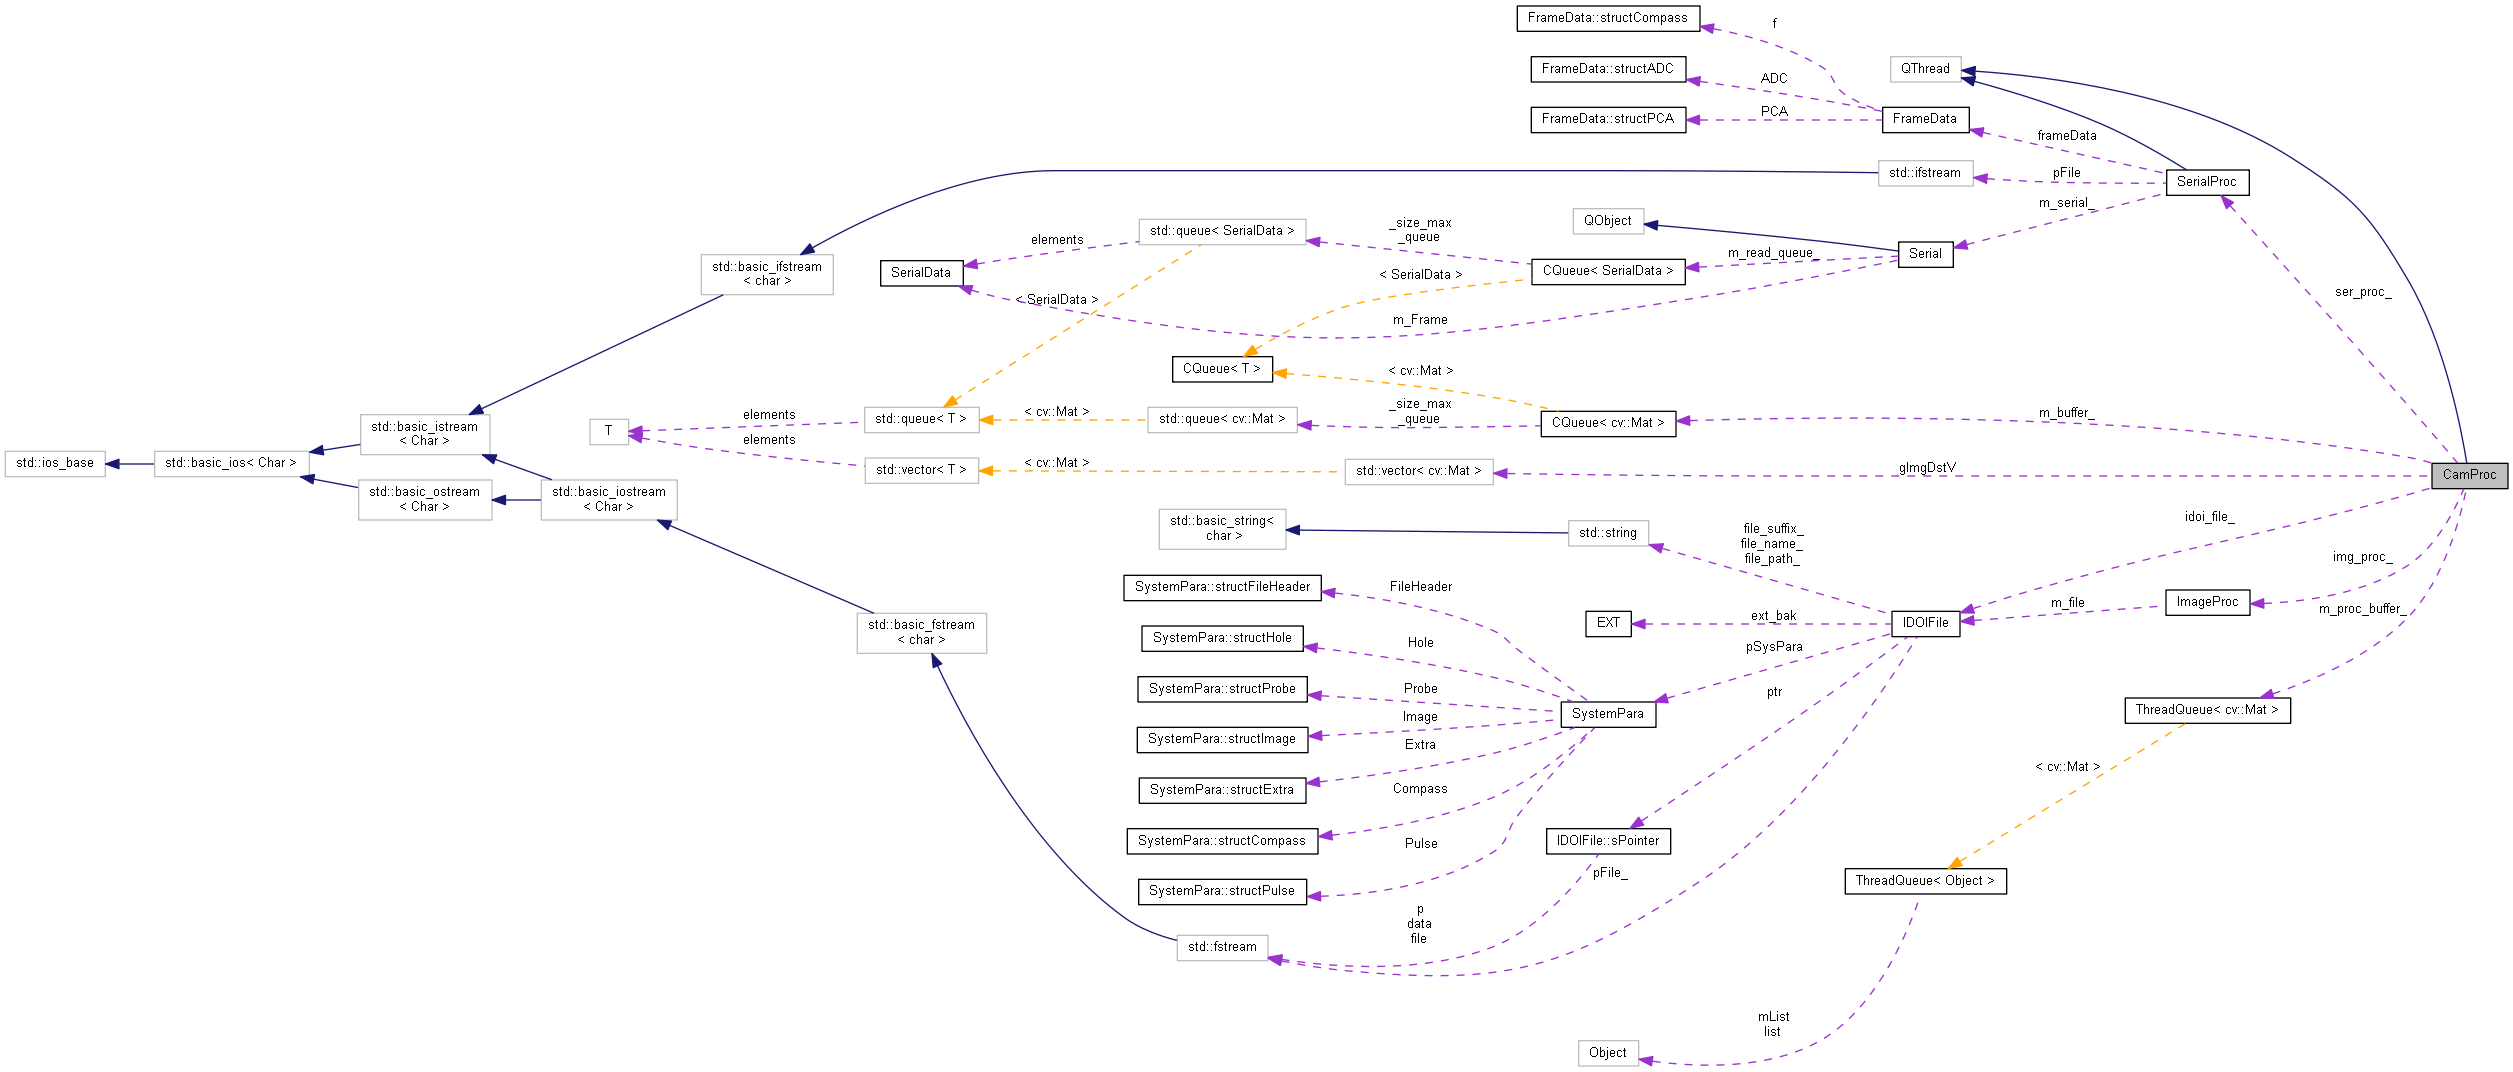 FrameData::structCompass
f
QThread
FrameData::structADC
ADC
FrameData::structPCA
PCA
FrameData
frameData
std::ifstream
pFile
SerialProc
m_serial_
QObject
std::queue< SerialData >
_size_max
_queue
elements
Serial
m_read_queue_
std::basic_ifstream
< char >
SerialData
CQueue< SerialData >
< SerialData >
< SerialData >
ser_proc_
m_Frame
CQueue< T >
< cv::Mat >
std::basic_istream
< Char >
elements
T
elements
std::queue< T >
< cv::Mat >
std::queue< cv::Mat >
_size_max
_queue
CQueue< cv::Mat >
m_buffer_
std::ios_base
std::basic_ios< Char >
std::vector< T >
< cv::Mat >
std::vector< cv::Mat >
gImgDstV
CamProc
std::basic_ostream
< Char >
std::basic_iostream
< Char >
std::basic_string<
char >
std::string
file_suffix_
file_name_
file_path_
idoi_file_
img_proc_
SystemPara::structFileHeader
FileHeader
ImageProc
m_file
m_proc_buffer_
std::basic_fstream
< char >
EXT
ext_bak
IDOIFile
SystemPara::structHole
Hole
pSysPara
SystemPara::structProbe
Probe
ptr
SystemPara
ThreadQueue< cv::Mat >
SystemPara::structImage
Image
Extra
< cv::Mat >
SystemPara::structExtra
Compass
SystemPara::structCompass
Pulse
IDOIFile::sPointer
pFile_
SystemPara::structPulse
ThreadQueue< Object >
p
data
file
std::fstream
mList
list
Object